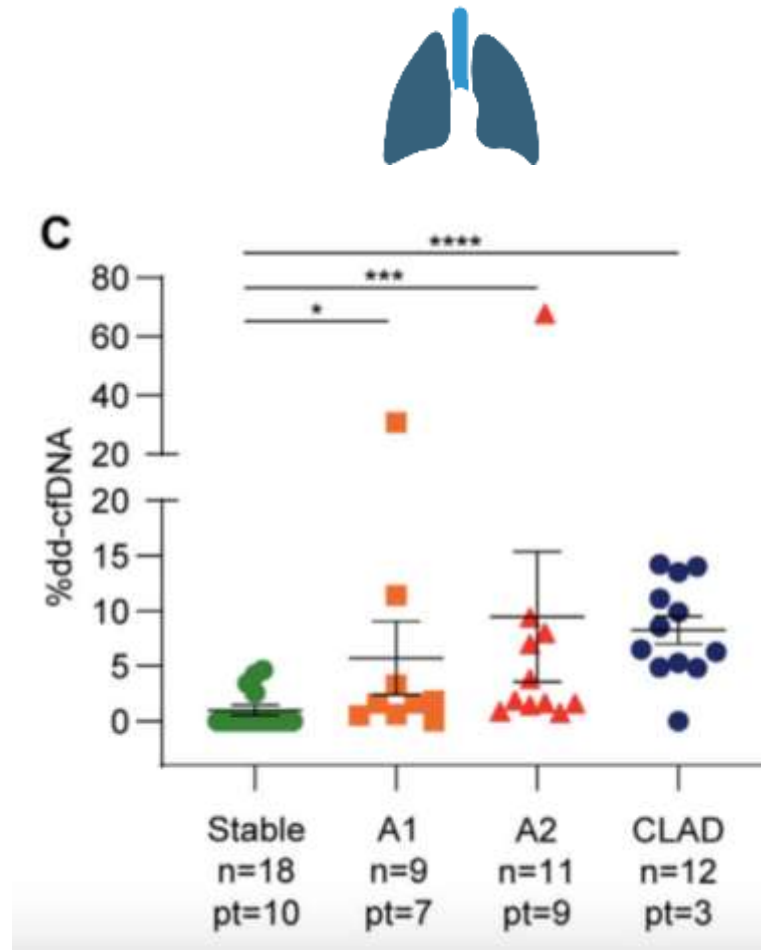 C
****
***
*
80
60
40
20
20
15
10
5
0
%dd-cfDNA
Stable A1 A2 CLAD
n=18 n=9 n=11 n=12
pt=10 pt=7 pt=9 pt=3